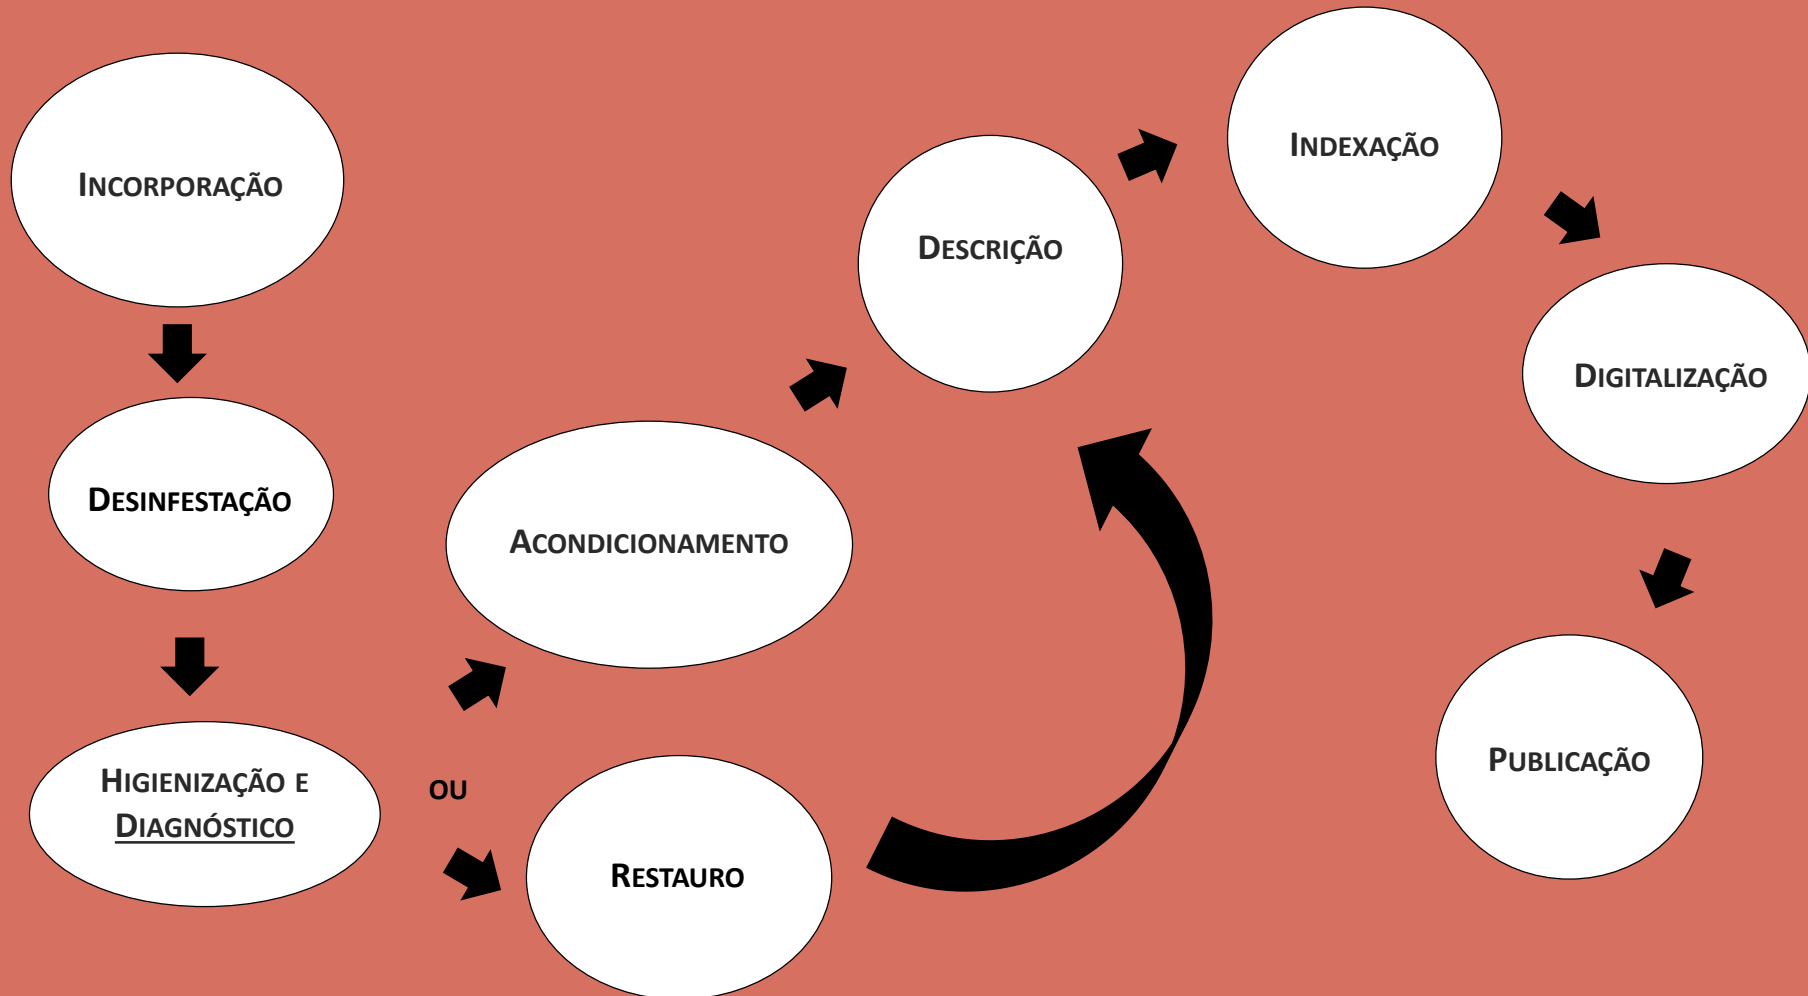 Incorporação
Desinfestação
Higienização e
Diagnóstico
ou
Acondicionamento
Restauro
Descrição
Indexação
Digitalização
Publicação